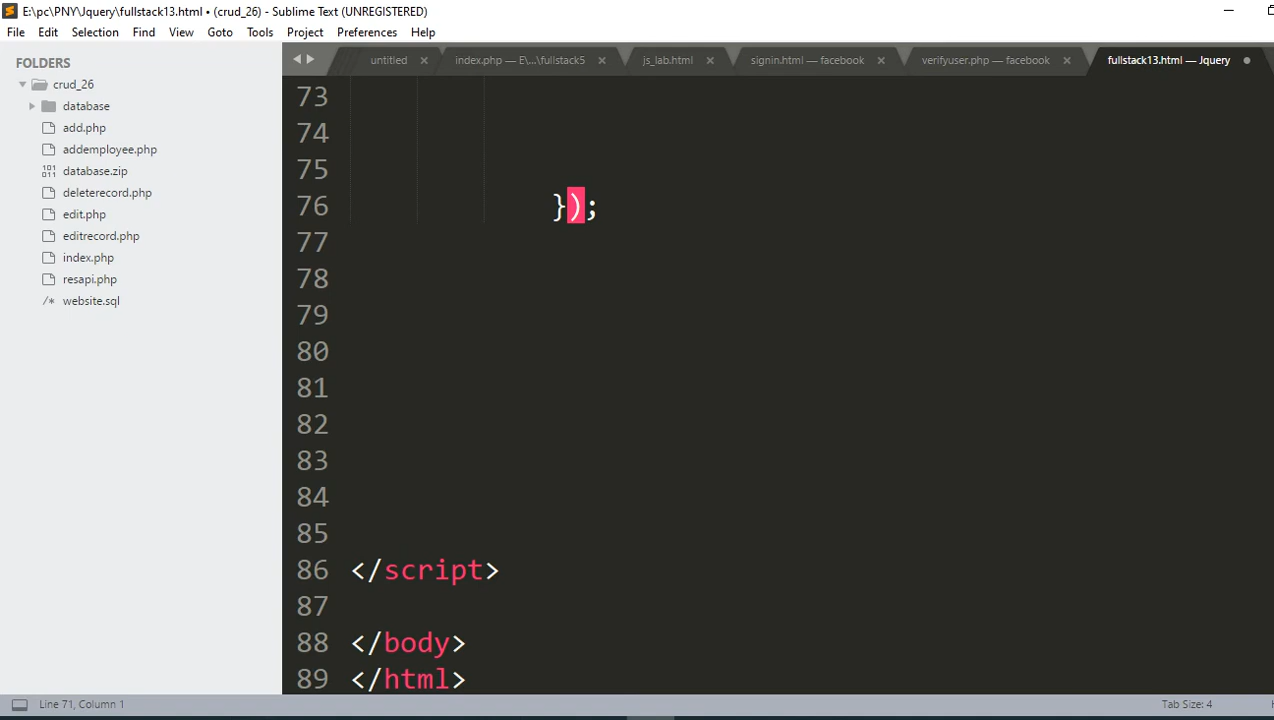 E:\pc\PNY\Jquery\fullstack13.html • (crud_26) - Sublime Text (UNREGISTERED)
File Edit Selection Find View Goto Tools Project Preferences Help
FOLDERS
crud_26
database
add.php
addemployee.php
database.zip
deleterecord.php
edit.php
editrecord.php
index.php
resapi.php
/* website.sql
untitled × index.php — E\...\fullstack5 × js_lab.html × signin.html — facebook × verifyuser.php — facebook × fullstack13.html — Jquery
73
74
75
76 });
77
78
79
80
81
82
83
84
85
86 </script>
87
88 </body>
89 </html>
Line 71, Column 1 Tab Size: 4